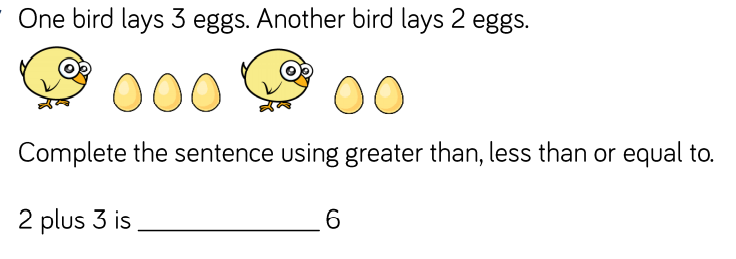 One bird lays 3 eggs. Another bird lays 2 eggs.
Complete the sentence using greater than, less than or equal to.
2 plus 3 is ______________ 6